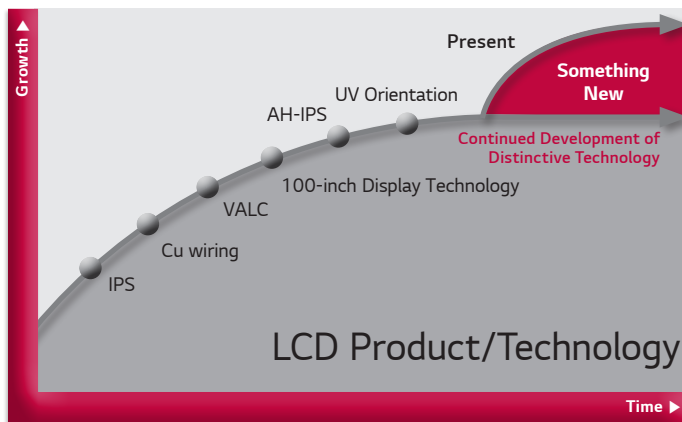 Growth ▲
Present
Something
New
UV Orientation
AH-IPS
Continued Development of
Distinctive Technology
100-inch Display Technology
VALC
Cu wiring
IPS
LCD Product/Technology
Time ▶